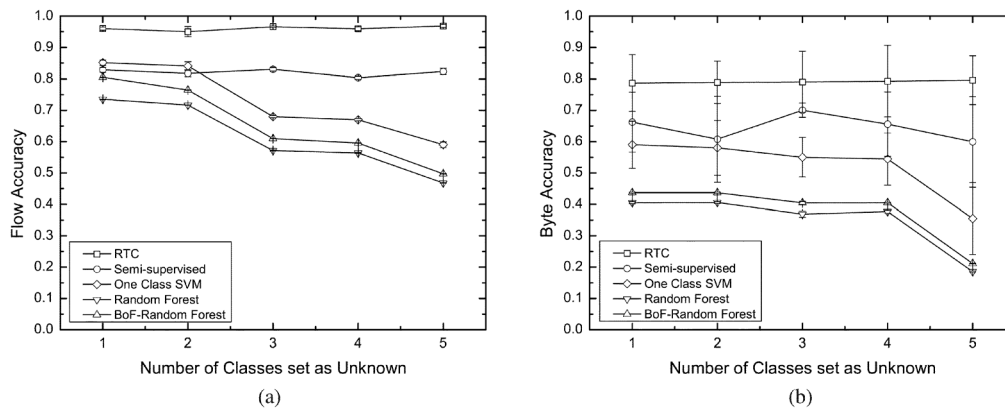 1.0
0.9
0.8
0.7
0.6
0.5
0.4
0.3
0.2
0.1
0.0
Flow Accuracy
RTC
Semi-supervised
One Class SVM
Random Forest
BoF-Random Forest
1 2 3 4 5
Number of Classes set as Unknown
(a)
1.0
0.9
0.8
0.7
0.6
0.5
0.4
0.3
0.2
0.1
0.0
Byte Accuracy
RTC
Semi-supervised
One Class SVM
Random Forest
BoF-Random Forest
1 2 3 4 5
Number of Classes set as Unknown
(b)